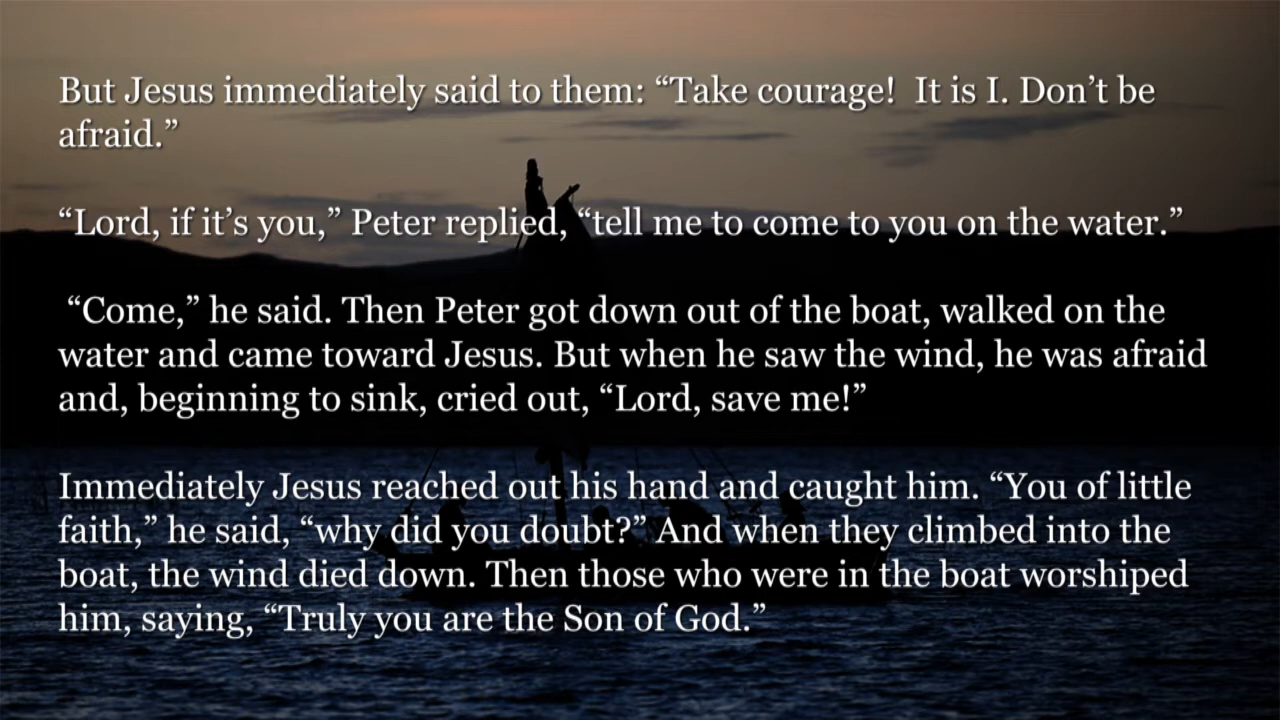 But Jesus immediately said to them: “Take courage!  It is I. Don’t be
afraid.”
“Lord, if it’s you,” Peter replied, “tell me to come to you on the water.”
“Come,” he said. Then Peter got down out of the boat, walked on the
water and came toward Jesus. But when he saw the wind, he was afraid
and, beginning to sink, cried out, “Lord, save me!”
Immediately Jesus reached out his hand and caught him. “You of little
faith,” he said, “why did you doubt?” And when they climbed into the
boat, the wind died down. Then those who were in the boat worshiped
him, saying, “Truly you are the Son of God.”